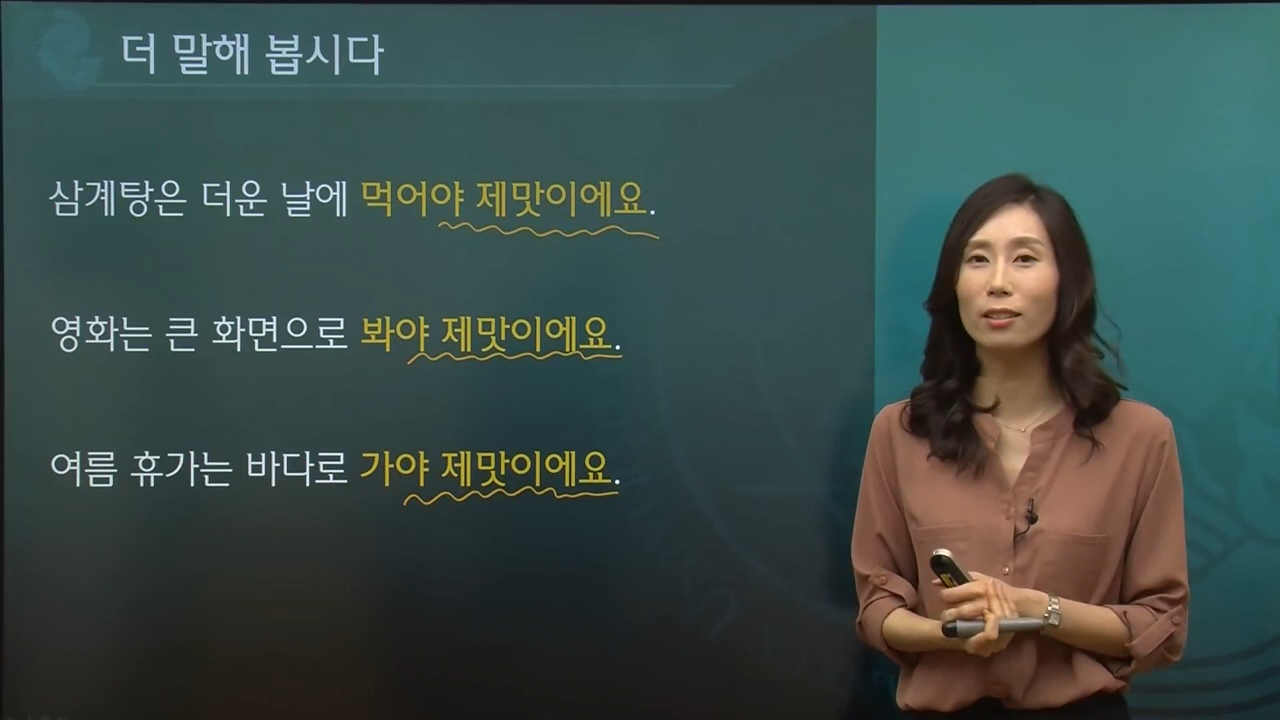 더 말해 봅시다
삼계탕은 더운 날에 먹어야 제맛이에요.
영화는 큰 화면으로 봐야 제맛이에요.
여름 휴가는 바다로 가야 제맛이에요.